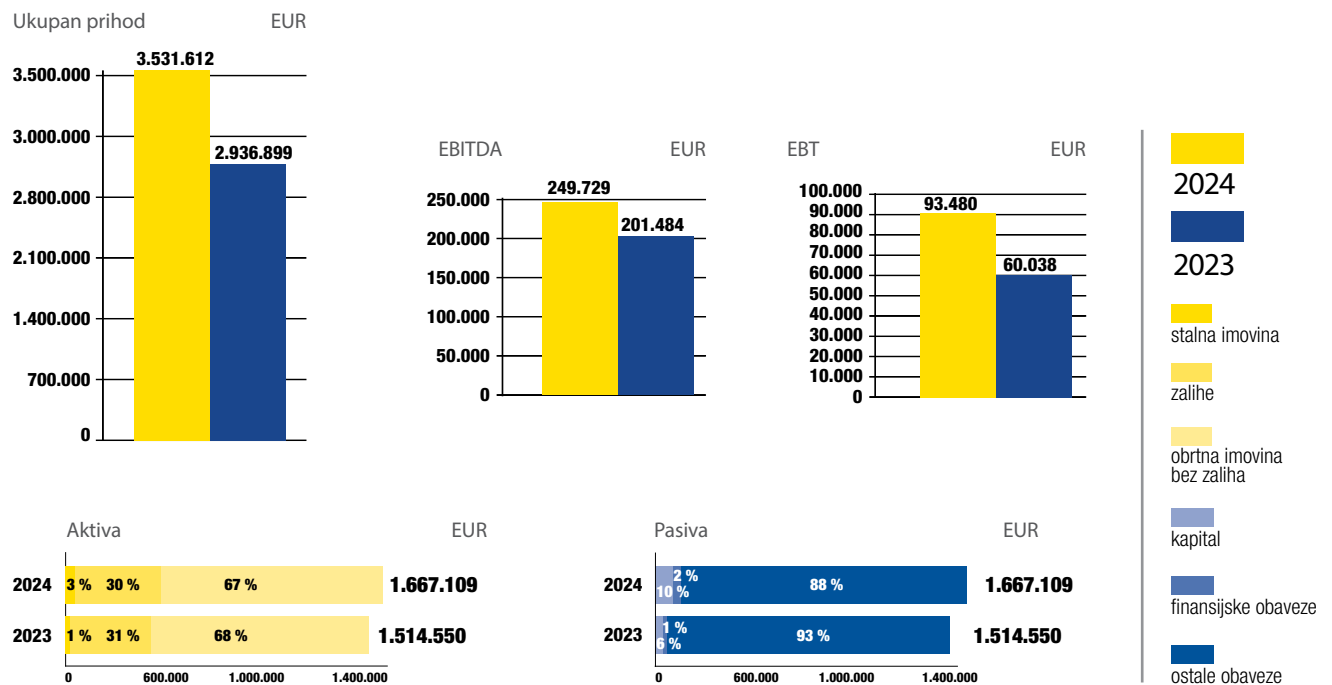 Ukupan prihod EUR
3.531.612
3.500.000
3.000.000
2.936.899
2.800.000
2.100.000
1.400.000
700.000
0
EBITDA EUR
249.729
250.000
201.484
200.000
150.000
100.000
50.000
0
EBT EUR
100.000
93.480
90.000
80.000
70.000
60.038
60.000
50.000
40.000
30.000
20.000
10.000
0
2024
2023
stalna imovina
zalihe
obrtna imovina
bez zaliha
kapital
finansijske obaveze
ostale obaveze
Aktiva EUR
2024 3 % 30 % 67 % 1.667.109
2023 1 % 31 % 68 % 1.514.550
0 600.000 1.000.000 1.400.000
Pasiva EUR
2024 10 % 2 % 88 % 1.667.109
2023 6 % 1 % 93 % 1.514.550
0 600.000 1.000.000 1.400.000